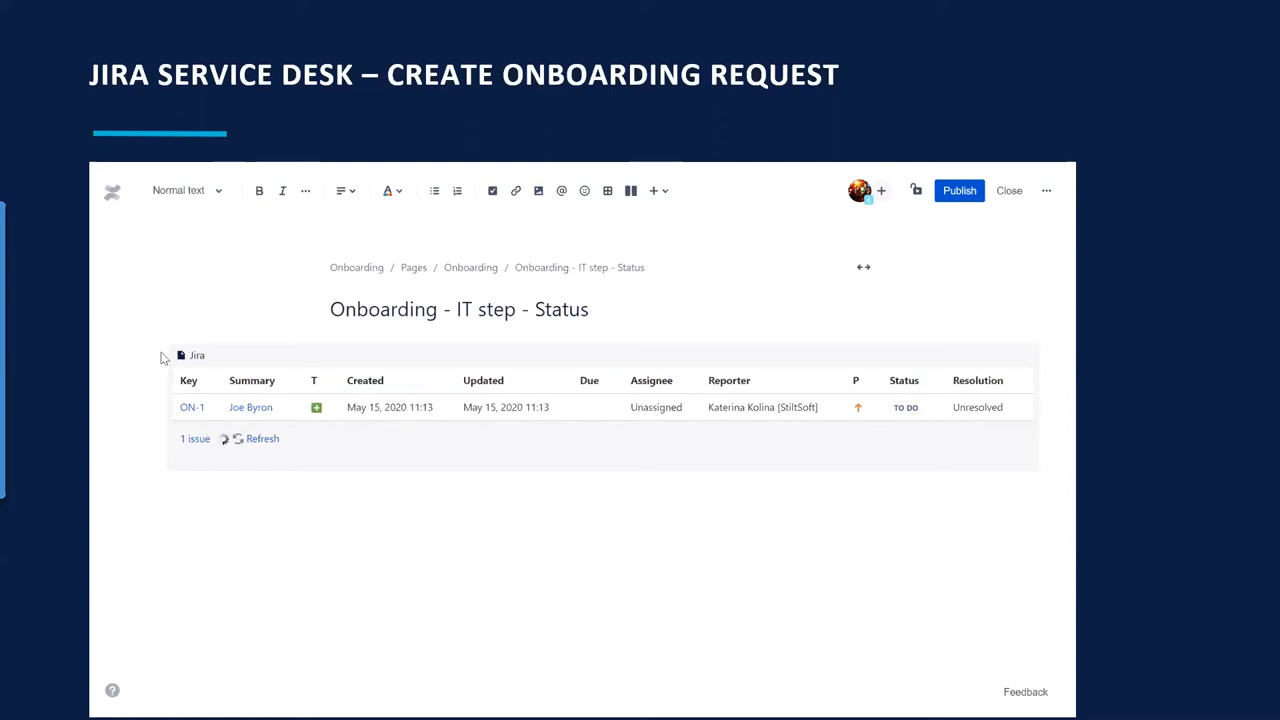 JIRA SERVICE DESK – CREATE ONBOARDING REQUEST
Normal text B I ... A @ Publish Close ...
Onboarding / Pages / Onboarding / Onboarding - IT step - Status
Onboarding - IT step - Status
Jira
Key Summary T Created Updated Due Assignee Reporter P Status Resolution
ON-1 Joe Byron May 15, 2020 11:13 May 15, 2020 11:13 Unassigned Katerina Kolina [StiltSoft] TO DO Unresolved
1 issue Refresh
? Feedback